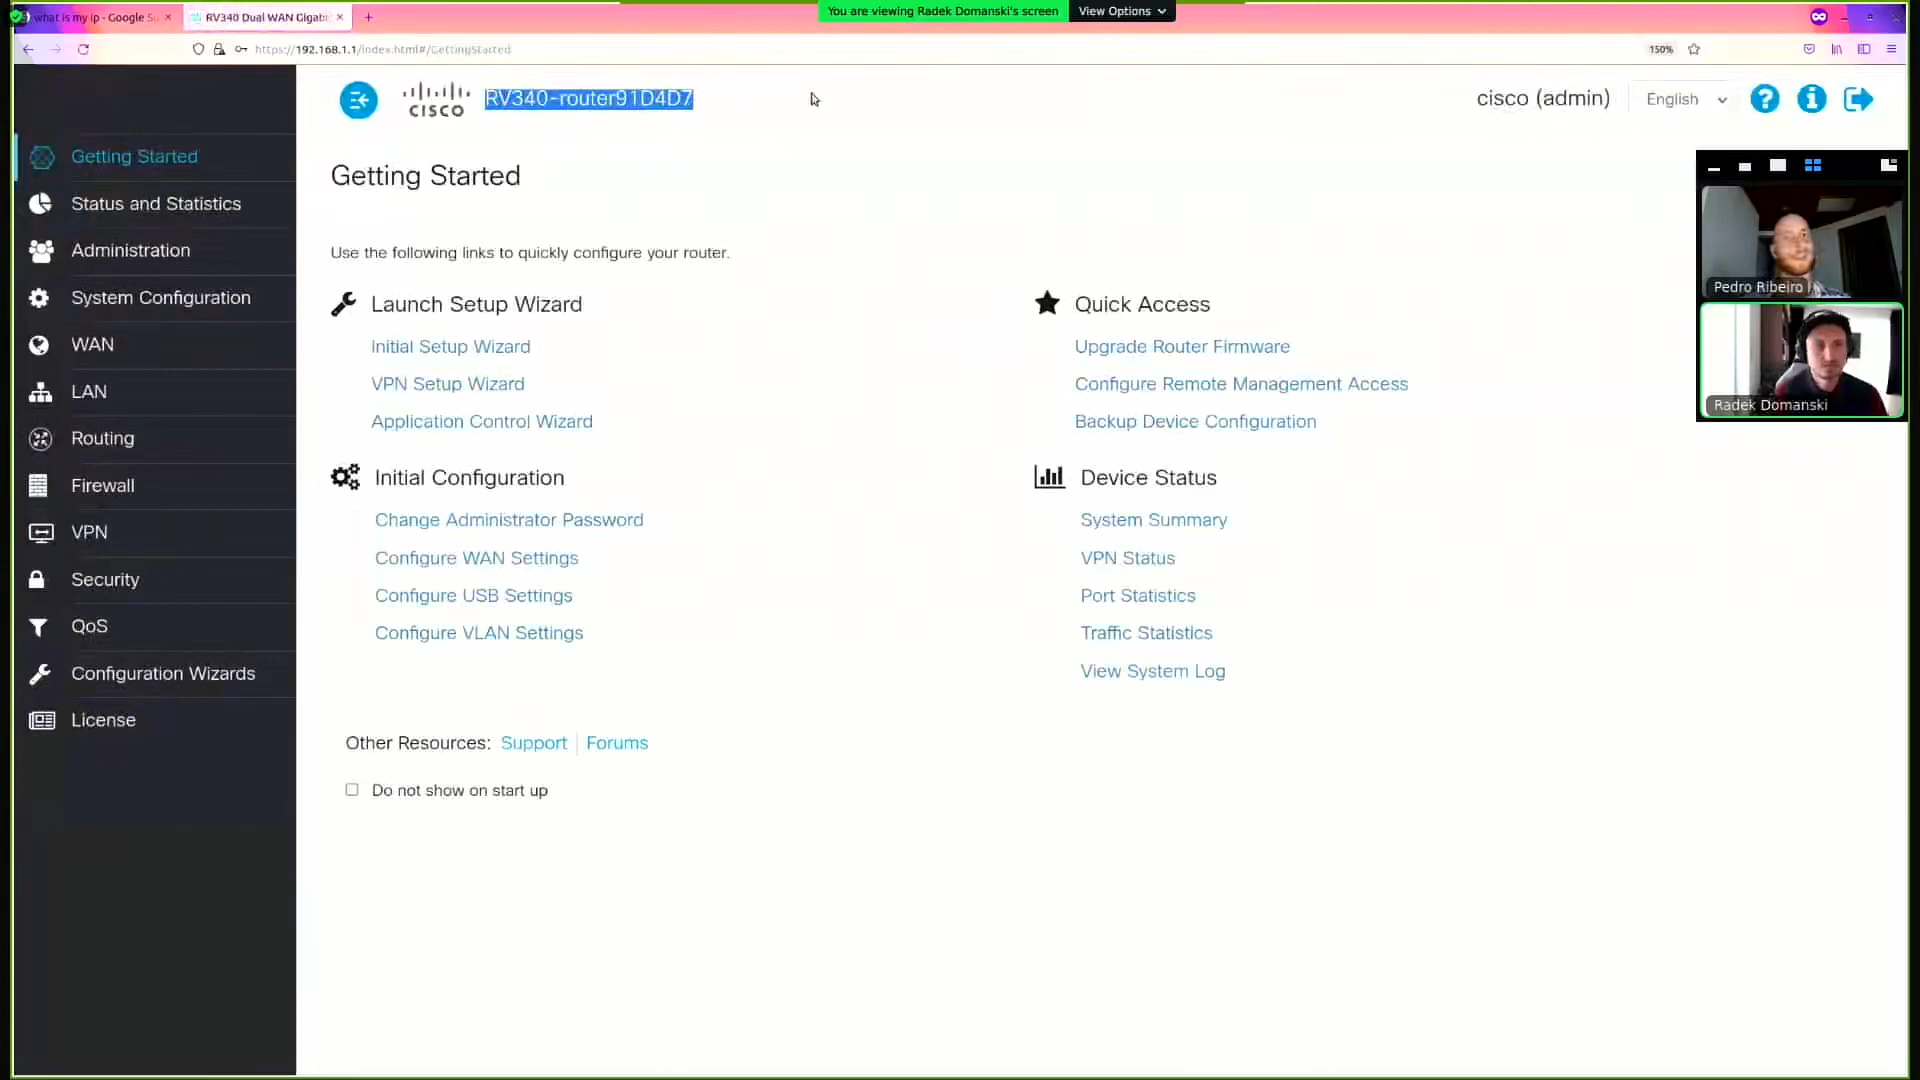 what is my ip - Google Se
RV340 Dual WAN Gigabit
You are viewing Radek Domanski's screen
View Options
https://192.168.1.1/index.html#/GettingStarted
150%
cisco
RV340-router91D4D7
cisco (admin)
English
Getting Started
Status and Statistics
Administration
System Configuration
WAN
LAN
Routing
Firewall
VPN
Security
QoS
Configuration Wizards
License
Getting Started
Use the following links to quickly configure your router.
Launch Setup Wizard
Initial Setup Wizard
VPN Setup Wizard
Application Control Wizard
Quick Access
Upgrade Router Firmware
Configure Remote Management Access
Backup Device Configuration
Initial Configuration
Change Administrator Password
Configure WAN Settings
Configure USB Settings
Configure VLAN Settings
Device Status
System Summary
VPN Status
Port Statistics
Traffic Statistics
View System Log
Other Resources: Support Forums
Do not show on start up
Pedro Ribeiro
Radek Domanski